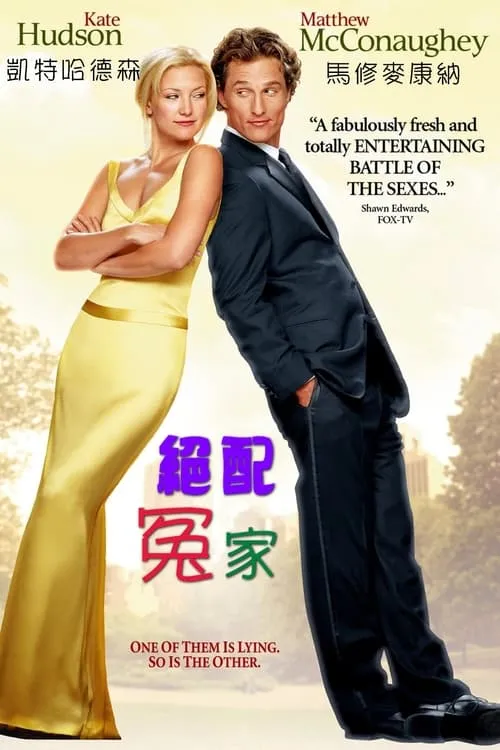 Kate
Hudson
凱特哈德森
Matthew
McConaughey
馬修麥康納
"A fabulously fresh and
totally ENTERTAINING
BATTLE OF
THE SEXES..."
Shawn Edwards,
FOX-TV
絕配
冤家
ONE OF THEM IS LYING.
SO IS THE OTHER.